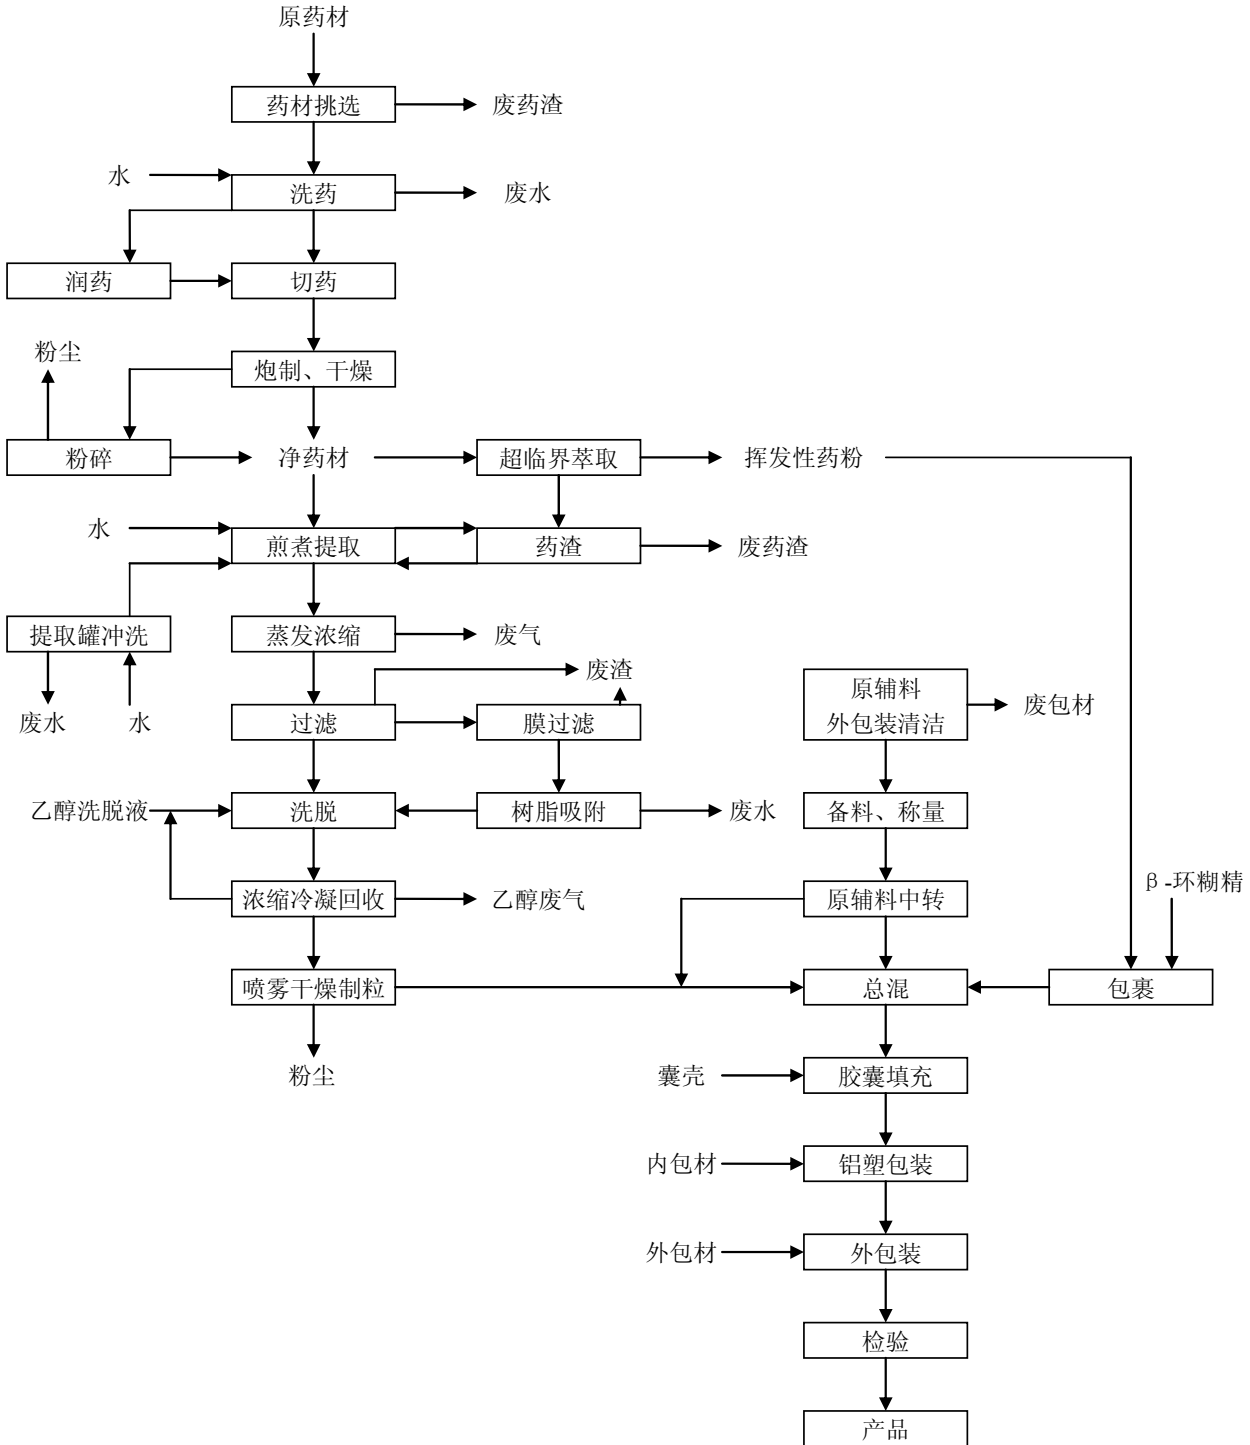 原药材
药材挑选
废药渣
水
洗药
废水
润药
切药
粉尘
炮制、干燥
粉碎
净药材
超临界萃取
挥发性药粉
水
煎煮提取
药渣
废药渣
提取罐冲洗
蒸发浓缩
废气
废渣
原辅料
外包装清洁
废包材
废水
水
过滤
膜过滤
乙醇洗脱液
洗脱
树脂吸附
废水
备料、称量
浓缩冷凝回收
乙醇废气
原辅料中转
β-环糊精
喷雾干燥制粒
总混
包裹
粉尘
囊壳
胶囊填充
内包材
铝塑包装
外包材
外包装
检验
产品